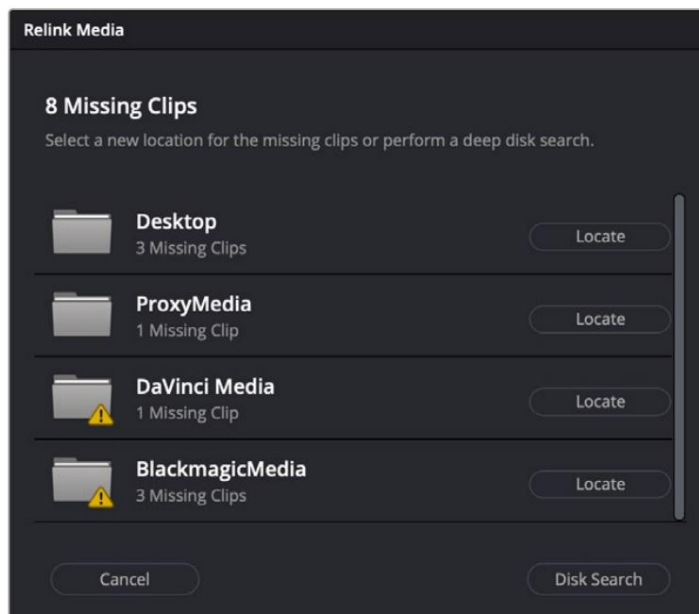 Relink Media
8 Missing Clips
Select a new location for the missing clips or perform a deep disk search.
Desktop
3 Missing Clips
Locate
ProxyMedia
1 Missing Clip
Locate
DaVinci Media
1 Missing Clip
Locate
BlackmagicMedia
3 Missing Clips
Locate
Cancel
Disk Search